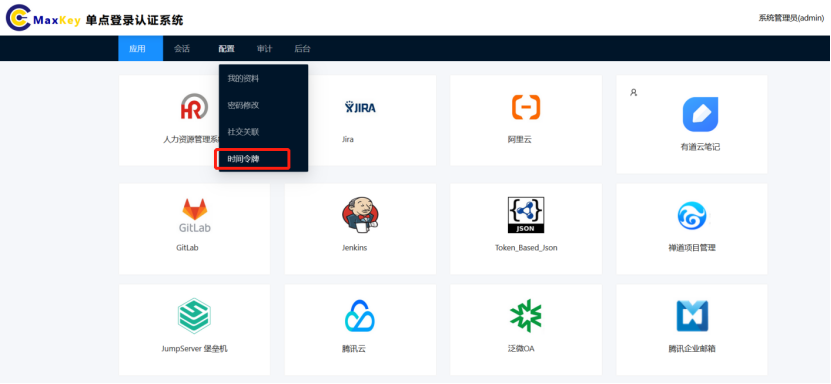 MaxKey 单点登录认证系统
系统管理员(admin)
应用 会话 配置 审计 后台
我的资料
密码修改
社交关联
时间令牌
HR
人力资源管理系
JIRA
Jira
阿里云
有道云笔记
GitLab
GitLab
Jenkins
JSON
Token_Based_Json
禅道项目管理
JumpServer 堡垒机
腾讯云
泛微OA
腾讯企业邮箱